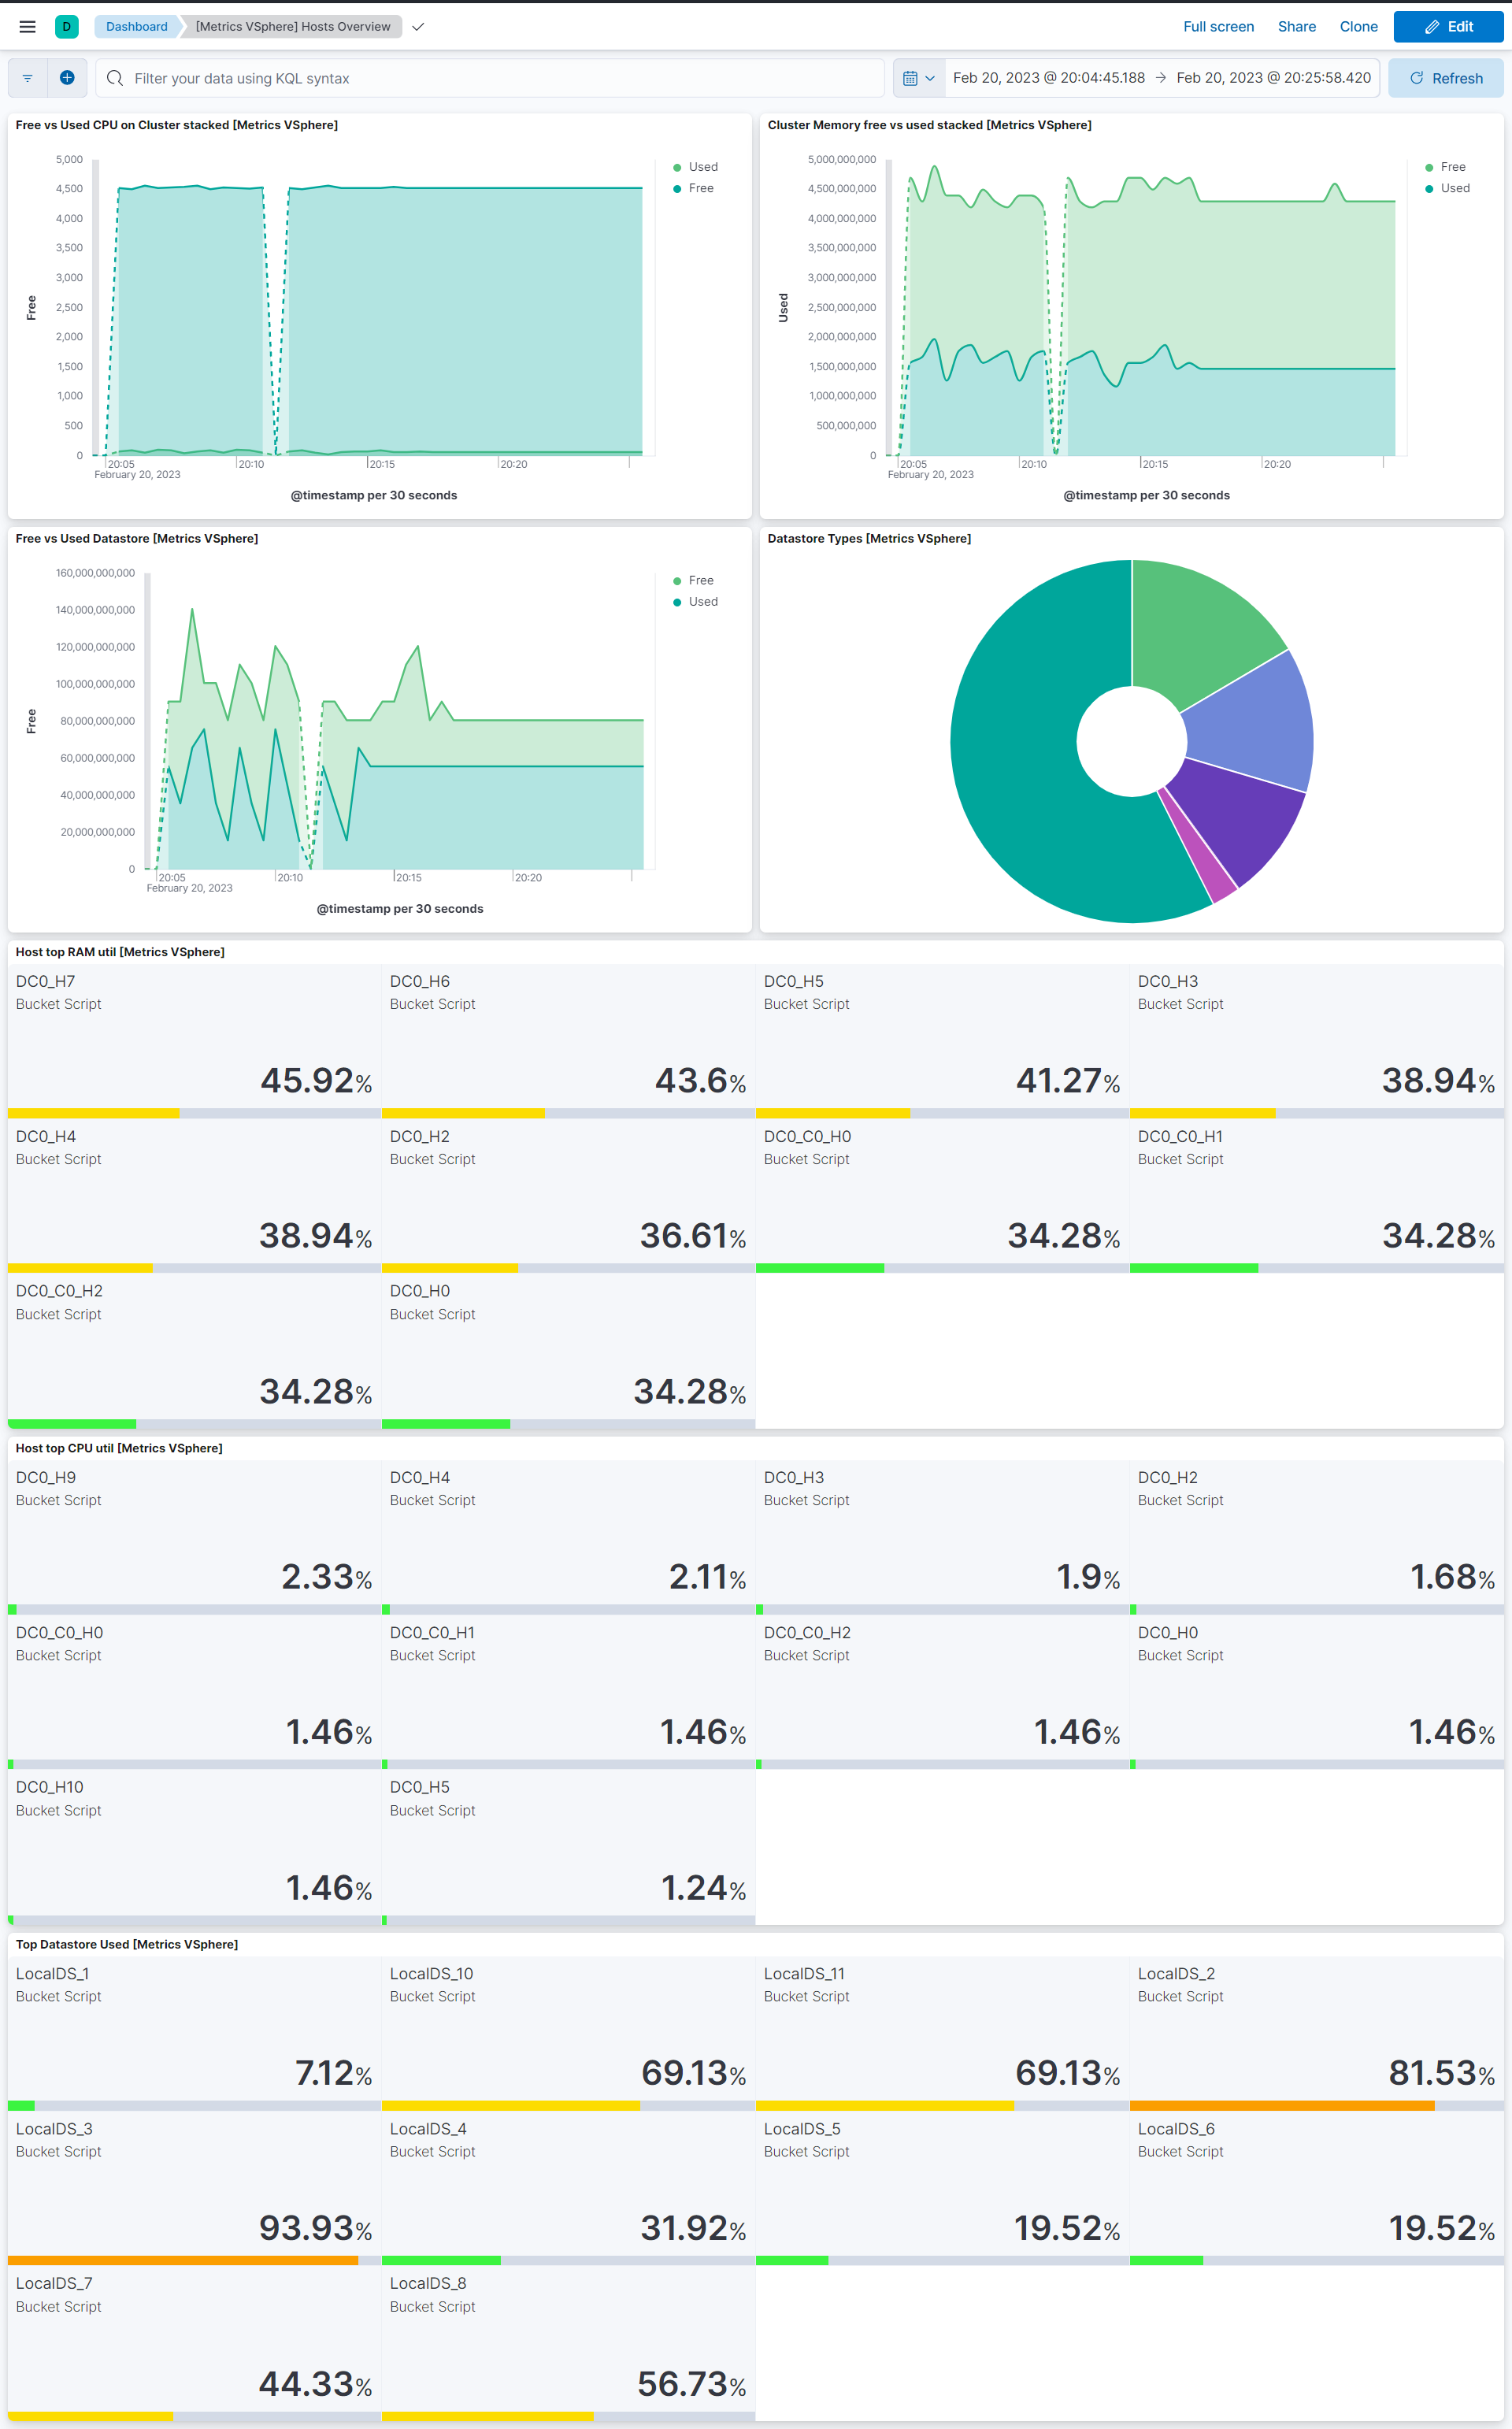 D
Dashboard
[Metrics VSphere] Hosts Overview
Full screen
Share
Clone
Edit
Filter your data using KQL syntax
Feb 20, 2023 @ 20:04:45.188 → Feb 20, 2023 @ 20:25:58.420
Refresh
Free vs Used CPU on Cluster stacked [Metrics VSphere]
5,000
4,500
4,000
3,500
3,000
2,500
2,000
1,500
1,000
500
0
Free
20:05
20:10
20:15
20:20
February 20, 2023
@timestamp per 30 seconds
Used
Free
Cluster Memory free vs used stacked [Metrics VSphere]
5,000,000,000
4,500,000,000
4,000,000,000
3,500,000,000
3,000,000,000
2,500,000,000
2,000,000,000
1,500,000,000
1,000,000,000
500,000,000
0
Used
20:05
20:10
20:15
20:20
February 20, 2023
@timestamp per 30 seconds
Free
Used
Free vs Used Datastore [Metrics VSphere]
160,000,000,000
140,000,000,000
120,000,000,000
100,000,000,000
80,000,000,000
60,000,000,000
40,000,000,000
20,000,000,000
0
Free
20:05
20:10
20:15
20:20
February 20, 2023
@timestamp per 30 seconds
Free
Used
Datastore Types [Metrics VSphere]
Host top RAM util [Metrics VSphere]
DC0_H7
Bucket Script
45.92%
DC0_H6
Bucket Script
43.6%
DC0_H5
Bucket Script
41.27%
DC0_H3
Bucket Script
38.94%
DC0_H4
Bucket Script
38.94%
DC0_H2
Bucket Script
36.61%
DC0_C0_H0
Bucket Script
34.28%
DC0_C0_H1
Bucket Script
34.28%
DC0_C0_H2
Bucket Script
34.28%
DC0_H0
Bucket Script
34.28%
Host top CPU util [Metrics VSphere]
DC0_H9
Bucket Script
2.33%
DC0_H4
Bucket Script
2.11%
DC0_H3
Bucket Script
1.9%
DC0_H2
Bucket Script
1.68%
DC0_C0_H0
Bucket Script
1.46%
DC0_C0_H1
Bucket Script
1.46%
DC0_C0_H2
Bucket Script
1.46%
DC0_H0
Bucket Script
1.46%
DC0_H10
Bucket Script
1.46%
DC0_H5
Bucket Script
1.24%
Top Datastore Used [Metrics VSphere]
LocalDS_1
Bucket Script
7.12%
LocalDS_10
Bucket Script
69.13%
LocalDS_11
Bucket Script
69.13%
LocalDS_2
Bucket Script
81.53%
LocalDS_3
Bucket Script
93.93%
LocalDS_4
Bucket Script
31.92%
LocalDS_5
Bucket Script
19.52%
LocalDS_6
Bucket Script
19.52%
LocalDS_7
Bucket Script
44.33%
LocalDS_8
Bucket Script
56.73%